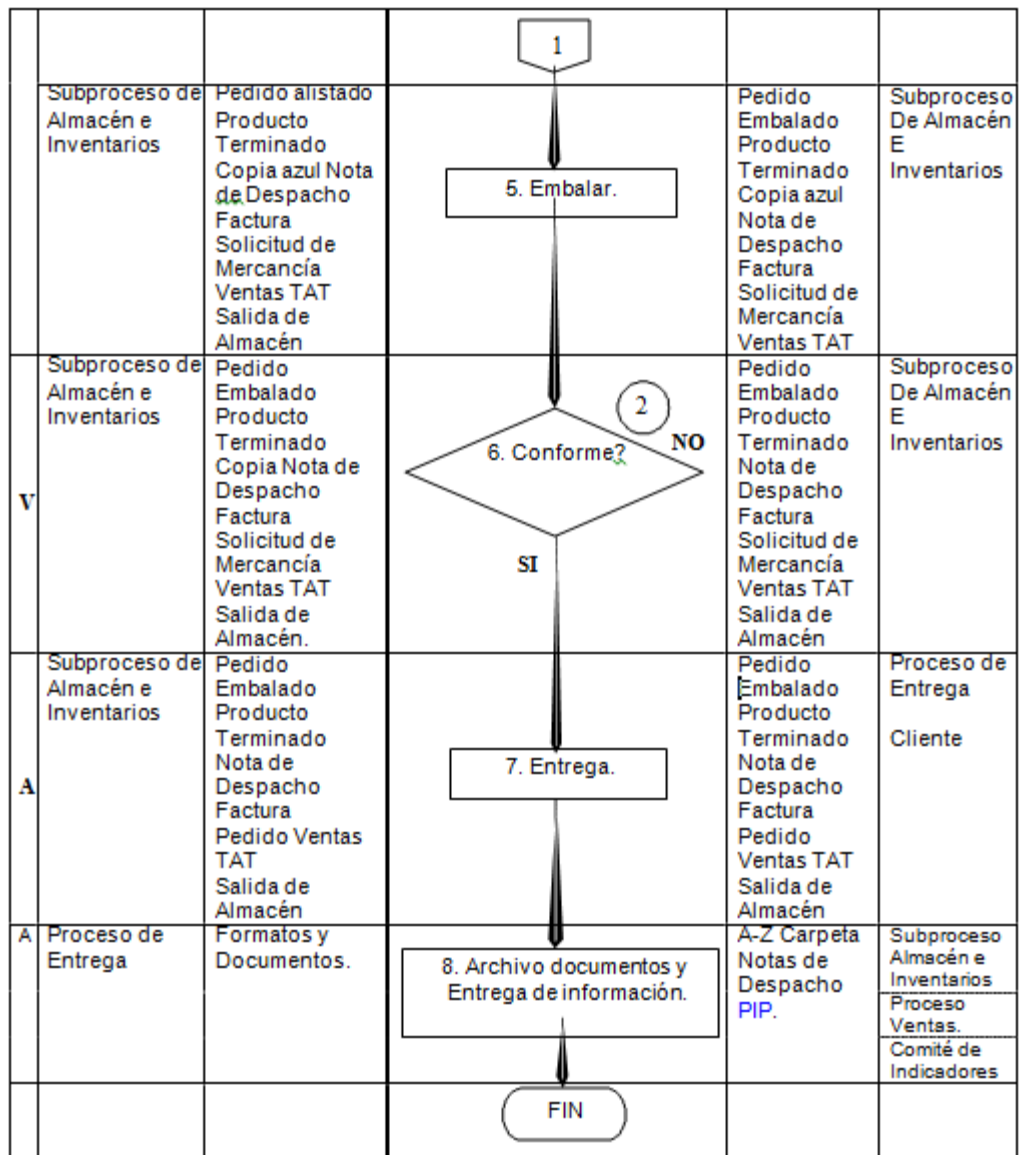 1
Subproceso de
Almacén e
Inventarios
Pedido alistado
Producto
Terminado
Copia azul Nota
de Despacho
Factura
Solicitud de
Mercancía
Ventas TAT
Salida de
Almacén
5. Embalar.
Pedido
Embalado
Producto
Terminado
Copia azul
Nota de
Despacho
Factura
Solicitud de
Mercancía
Ventas TAT
Subproceso
De Almacén
E
Inventarios
V
Subproceso de
Almacén e
Inventarios
Pedido
Embalado
Producto
Terminado
Copia Nota de
Despacho
Factura
Solicitud de
Mercancía
Ventas TAT
Salida de
Almacén.
2
6. Conforme?
NO
SI
Pedido
Embalado
Producto
Terminado
Nota de
Despacho
Factura
Solicitud de
Mercancía
Ventas TAT
Salida de
Almacén
Subproceso
De Almacén
E
Inventarios
A
Subproceso de
Almacén e
Inventarios
Pedido
Embalado
Producto
Terminado
Nota de
Despacho
Factura
Pedido Ventas
TAT
Salida de
Almacén
7. Entrega.
Pedido
Embalado
Producto
Terminado
Nota de
Despacho
Factura
Pedido
Ventas TAT
Salida de
Almacén
Proceso de
Entrega
Cliente
A
Proceso de
Entrega
Formatos y
Documentos.
8. Archivo documentos y
Entrega de información.
A-Z Carpeta
Notas de
Despacho
PIP.
Subproceso
Almacén e
Inventarios
Proceso
Ventas.
Comité de
Indicadores
FIN